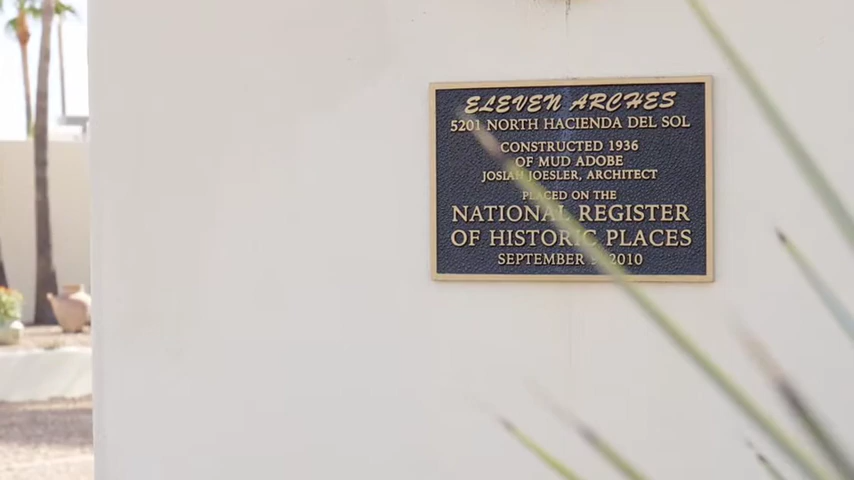 ELEVEN ARCHES
5201 NORTH HACIENDA DEL SOL
CONSTRUCTED 1936
OF MUD ADOBE
JOSIAH JOESLER, ARCHITECT
PLACED ON THE
NATIONAL REGISTER
OF HISTORIC PLACES
SEPTEMBER 2010